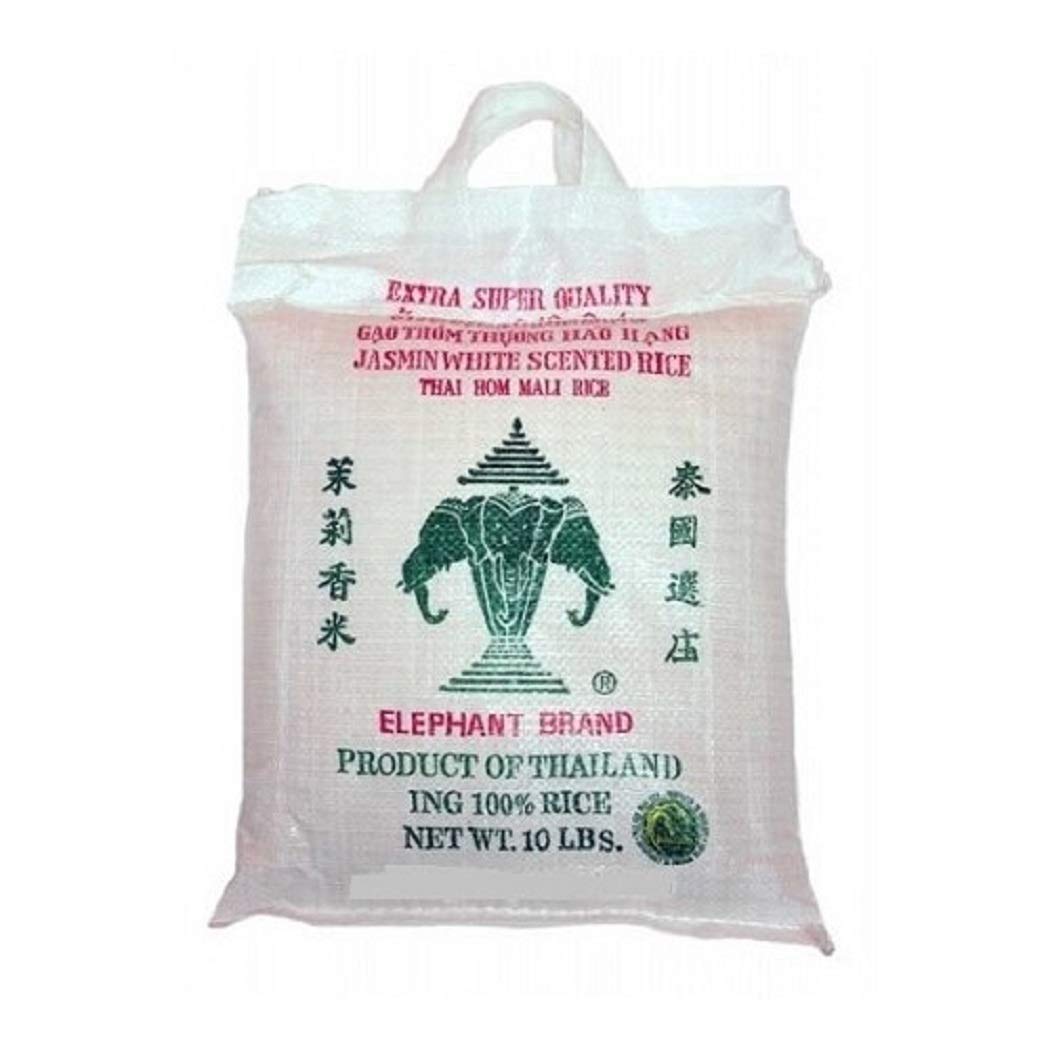 EXTRA SUPER QUALITY
GẠO THƠM THƯỢNG HẢO HẠNG
JASMIN WHITE SCENTED RICE
THAI HOM MALI RICE
茉莉香米
泰國選庄
®
ELEPHANT BRAND
PRODUCT OF THAILAND
ING 100% RICE
NET WT. 10 LBS.